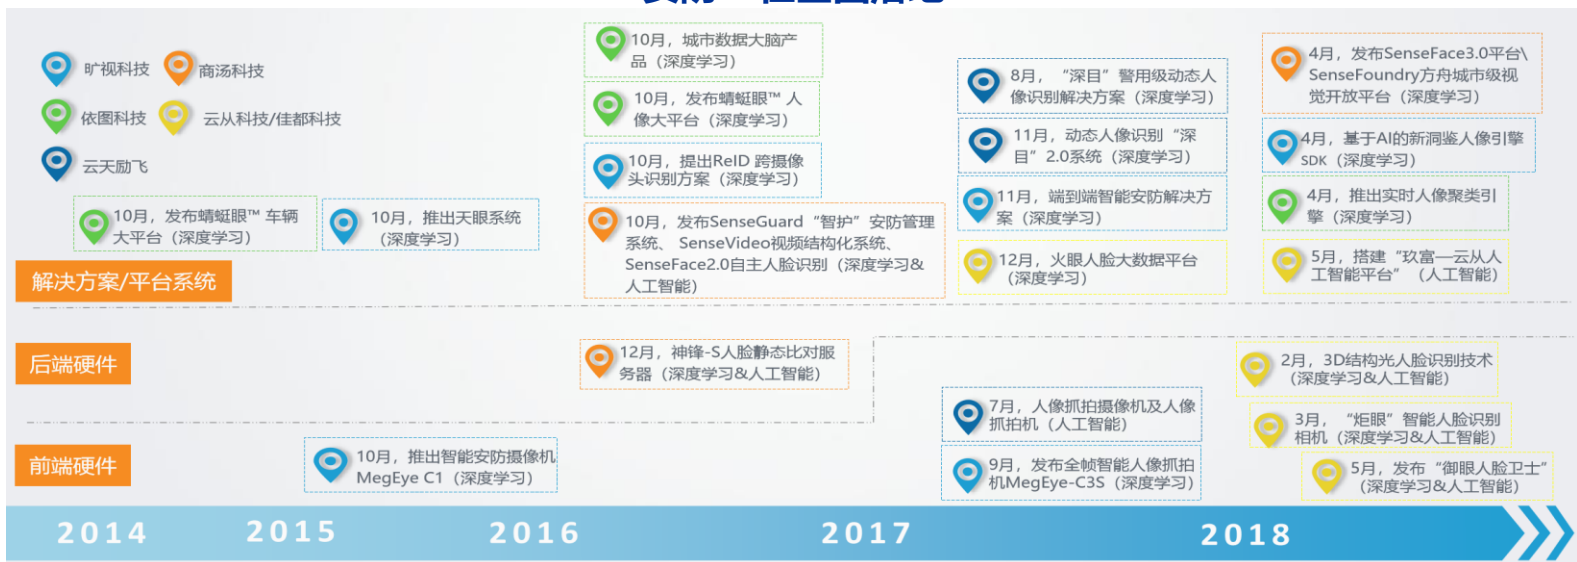 旷视科技
商汤科技
依图科技
云从科技/佳都科技
云天励飞
10月，发布蜻蜓眼™ 车辆
大平台（深度学习）
10月，推出天眼系统
（深度学习）
10月，城市数据大脑产
品（深度学习）
10月，发布蜻蜓眼™ 人
像大平台（深度学习）
10月，提出ReID 跨摄像
头识别方案（深度学习）
10月，发布SenseGuard“智护”安防管理
系统、 SenseVideo视频结构化系统、
SenseFace2.0自主人脸识别（深度学习&
人工智能）
8月，“深目”警用级动态人
像识别解决方案（深度学习）
11月，动态人像识别“深
目”2.0系统（深度学习）
11月，端到端智能安防解决方
案（深度学习）
12月，火眼人脸大数据平台
（深度学习）
4月，发布SenseFace3.0平台\
SenseFoundry方舟城市级视
觉开放平台（深度学习）
4月，基于AI的新洞鉴人像引擎
SDK（深度学习）
4月，推出实时人像聚类引
擎（深度学习）
5月，搭建“玖富—云从人
工智能平台”（人工智能）
解决方案/平台系统
后端硬件
12月，神锋-S人脸静态比对服
务器（深度学习&人工智能）
2月，3D结构光人脸识别技术
（深度学习&人工智能）
7月，人像抓拍摄像机及人像
抓拍机（人工智能）
3月，“炬眼”智能人脸识别
相机（深度学习&人工智能）
前端硬件
10月，推出智能安防摄像机
MegEye C1（深度学习）
9月，发布全帧智能人像抓拍
机MegEye-C3S（深度学习）
5月，发布“御眼人脸卫士”
（深度学习&人工智能）
2014
2015
2016
2017
2018